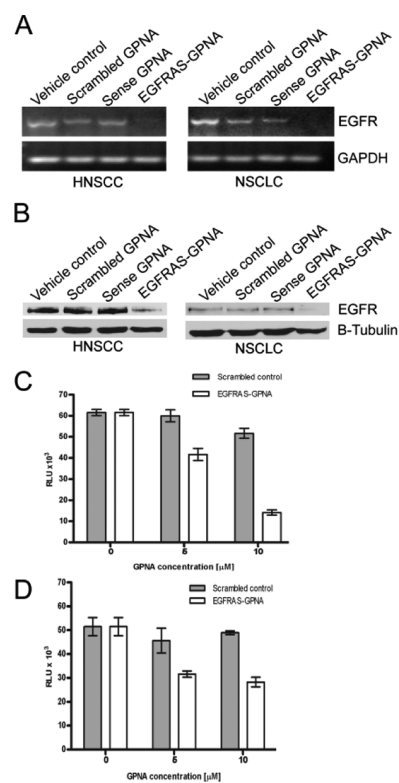 A
Vehicle control
Scrambled GPNA
Sense GPNA
EGFRAS-GPNA
Vehicle control
Scrambled GPNA
Sense GPNA
EGFRAS-GPNA
EGFR
GAPDH
HNSCC
NSCLC
B
Vehicle control
Scrambled GPNA
Sense GPNA
EGFRAS-GPNA
Vehicle control
Scrambled GPNA
Sense GPNA
EGFRAS-GPNA
EGFR
B-Tubulin
HNSCC
NSCLC
C
Scrambled control
EGFRAS-GPNA
RLU x10³
70
60
50
40
30
20
10
0
0
5
10
GPNA concentration [µM]
D
Scrambled control
EGFRAS-GPNA
RLU x 10³
70
60
50
40
30
20
10
0
0
5
10
GPNA concentration [µM]